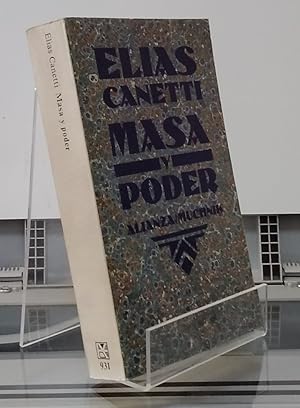 Elias Canetti: Masa y poder
ELIAS
CANETTI
MASA
Y
PODER
ALIANZA/MUCHNIK
931